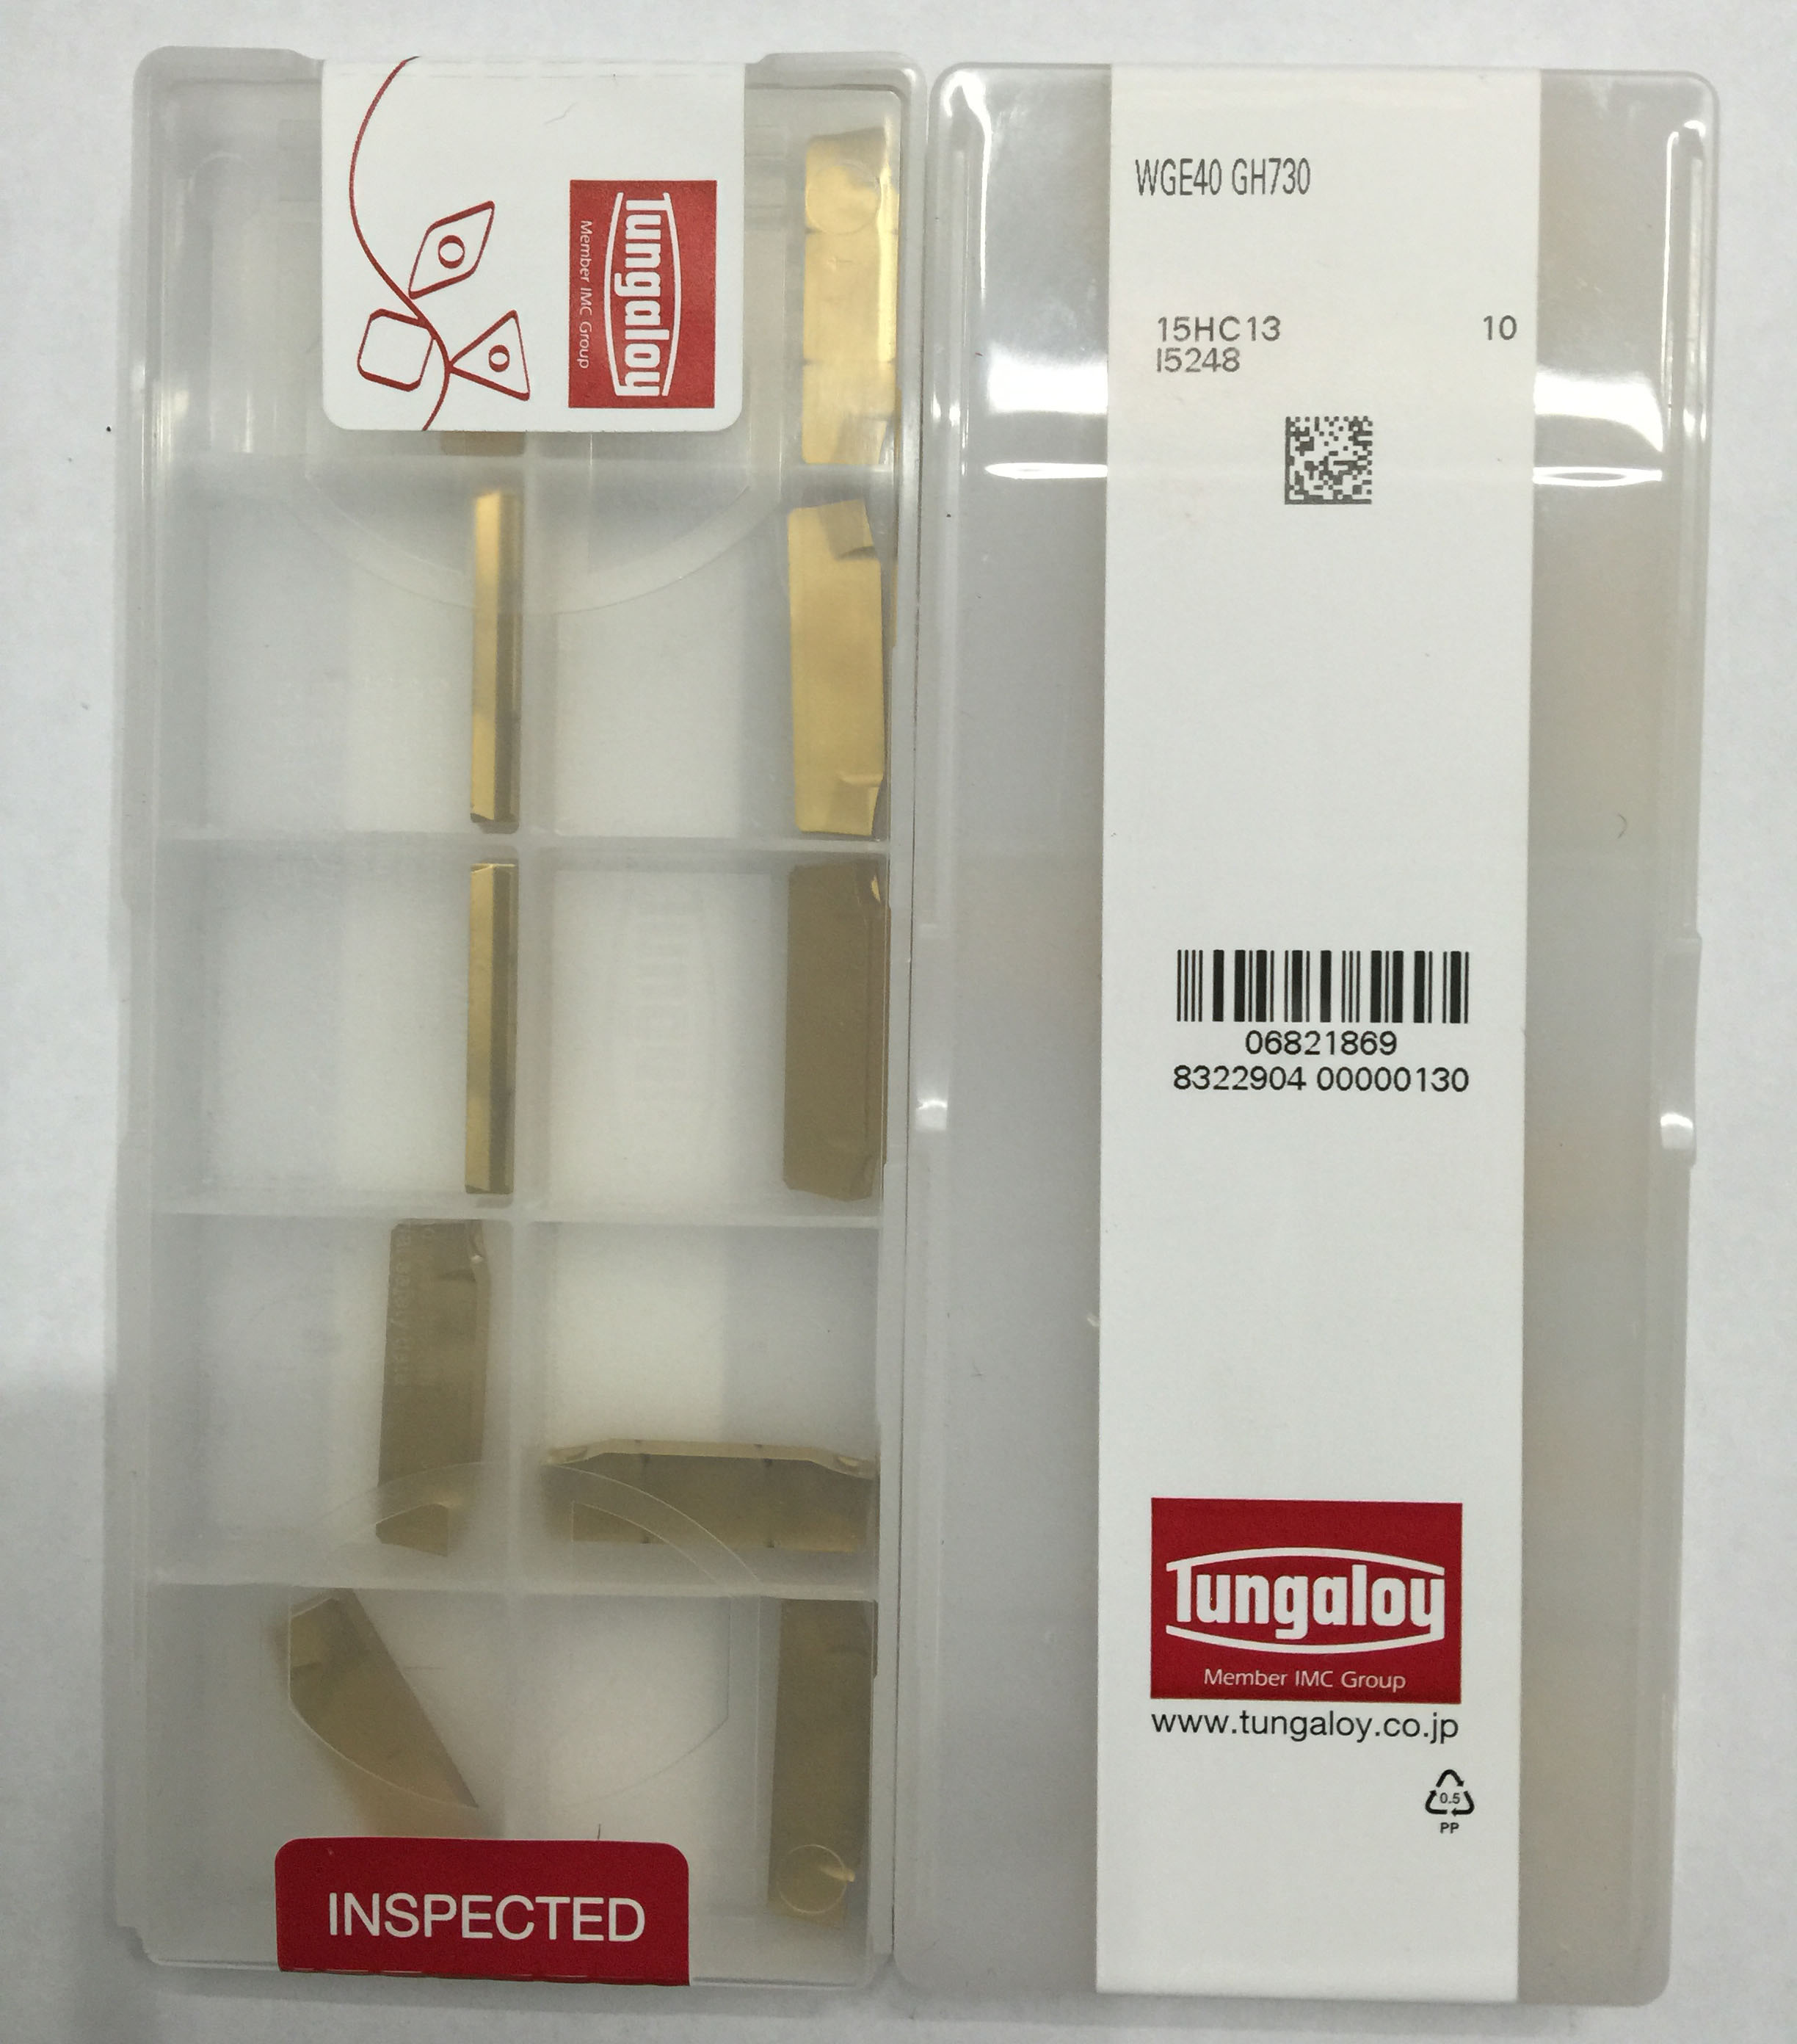 Tungaloy
Member IMC Group
INSPECTED
WGE40 GH730
15HC13 10
I5248
06821869
8322904 00000130
Tungaloy
Member IMC Group
www.tungaloy.co.jp
0.5
PP